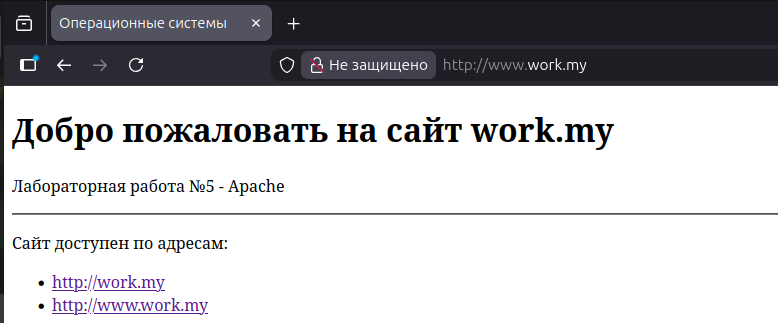 Операционные системы
Не защищено http://www.work.my
Добро пожаловать на сайт work.my
Лабораторная работа №5 - Apache
Сайт доступен по адресам:
http://work.my
http://www.work.my